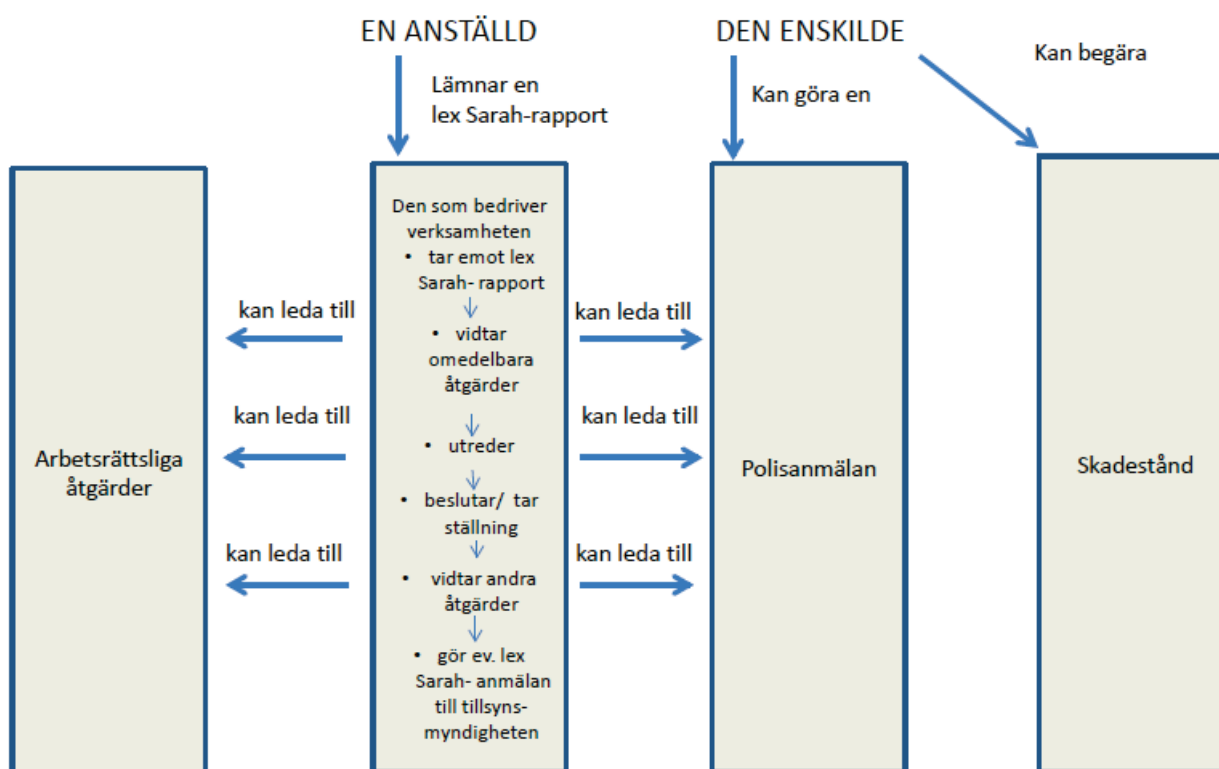 EN ANSTÄLLD
DEN ENSKILDE
Kan begära
Lämnar en
lex Sarah-rapport
Kan göra en
Arbetsrättsliga
åtgärder
kan leda till
kan leda till
kan leda till
Den som bedriver
verksamheten
• tar emot lex
Sarah- rapport
• vidtar
omedelbara
åtgärder
• utreder
• beslutar/ tar
ställning
• vidtar andra
åtgärder
• gör ev. lex
Sarah- anmälan
till tillsyns-
myndigheten
kan leda till
kan leda till
kan leda till
Polisanmälan
Skadestånd